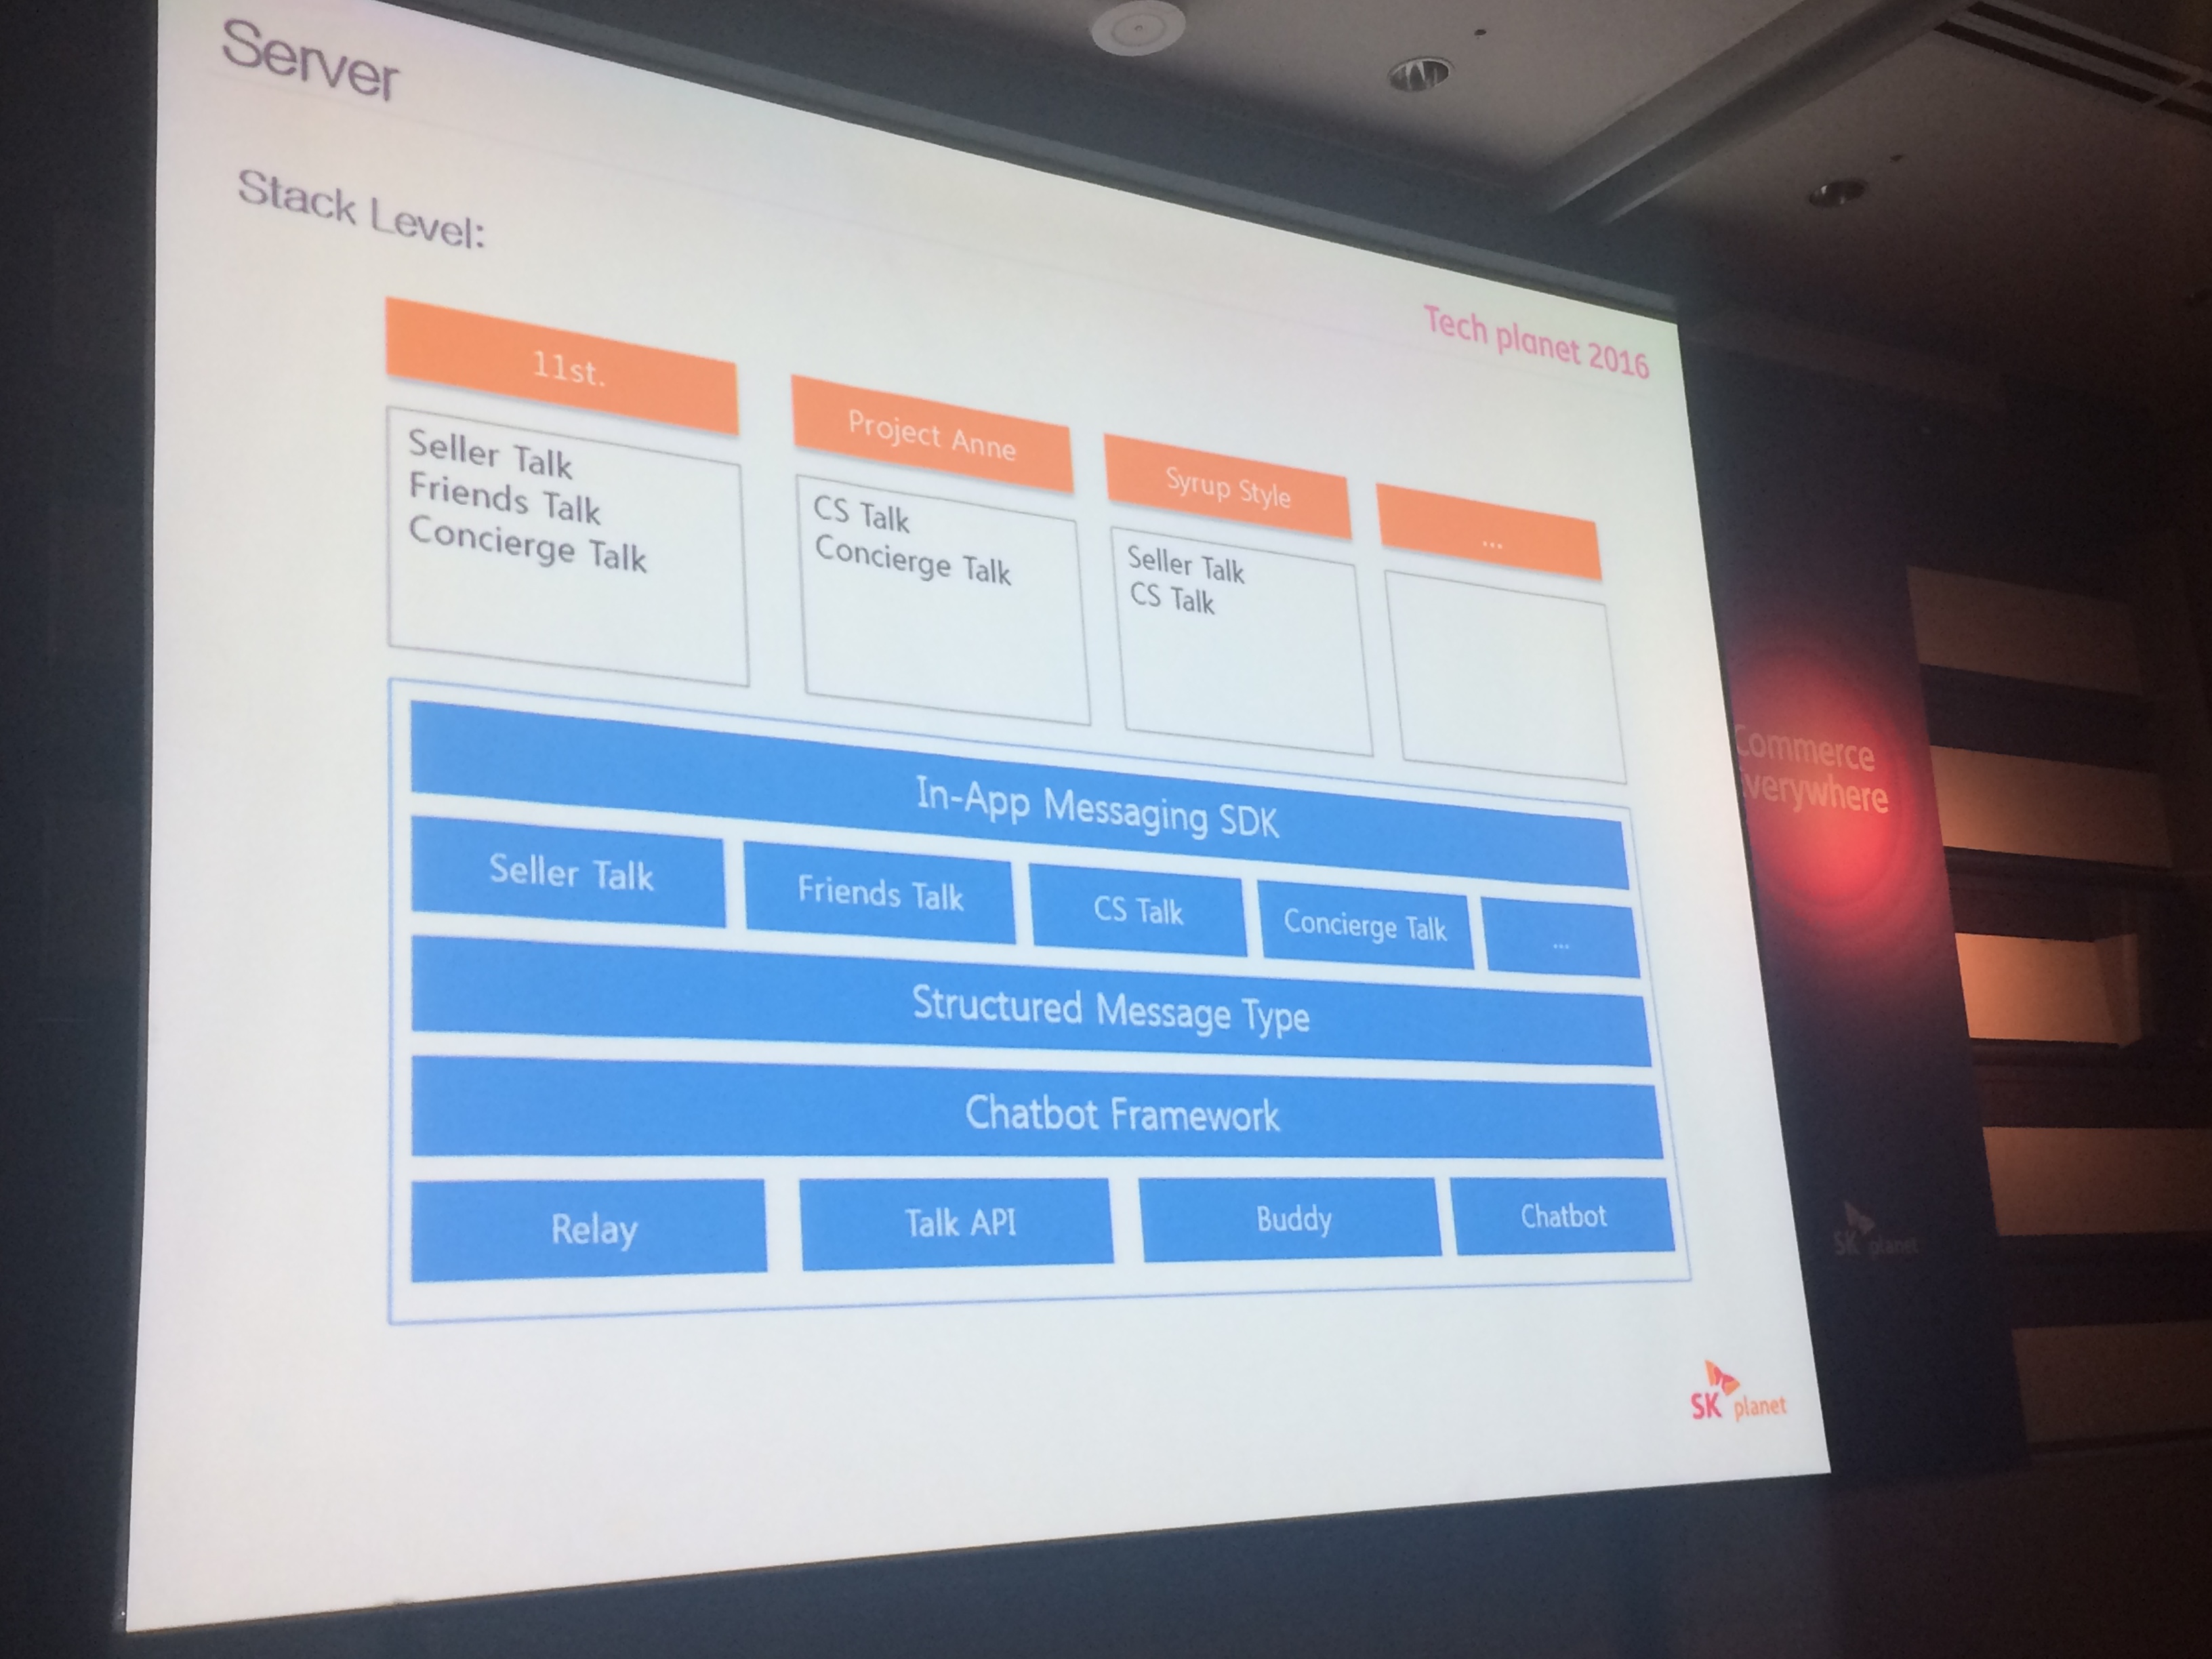 Server
Stack Level:
Tech planet 2016
11st.
Seller Talk
Friends Talk
Concierge Talk
Project Anne
CS Talk
Concierge Talk
Syrup Style
Seller Talk
CS Talk
...
In-App Messaging SDK
Seller Talk
Friends Talk
CS Talk
Concierge Talk
...
Structured Message Type
Chatbot Framework
Relay
Talk API
Buddy
Chatbot
SK planet
Commerce
verywhere
SK planet